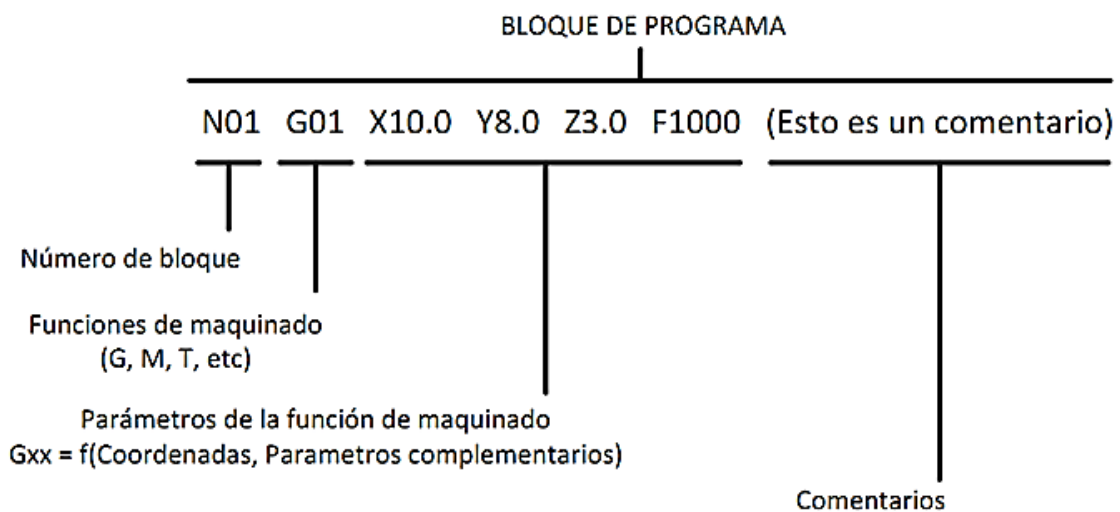 BLOQUE DE PROGRAMA
N01 G01 X10.0 Y8.0 Z3.0 F1000 (Esto es un comentario)
Número de bloque
Funciones de maquinado
(G, M, T, etc)
Parámetros de la función de maquinado
Gxx = f(Coordenadas, Parametros complementarios)
Comentarios